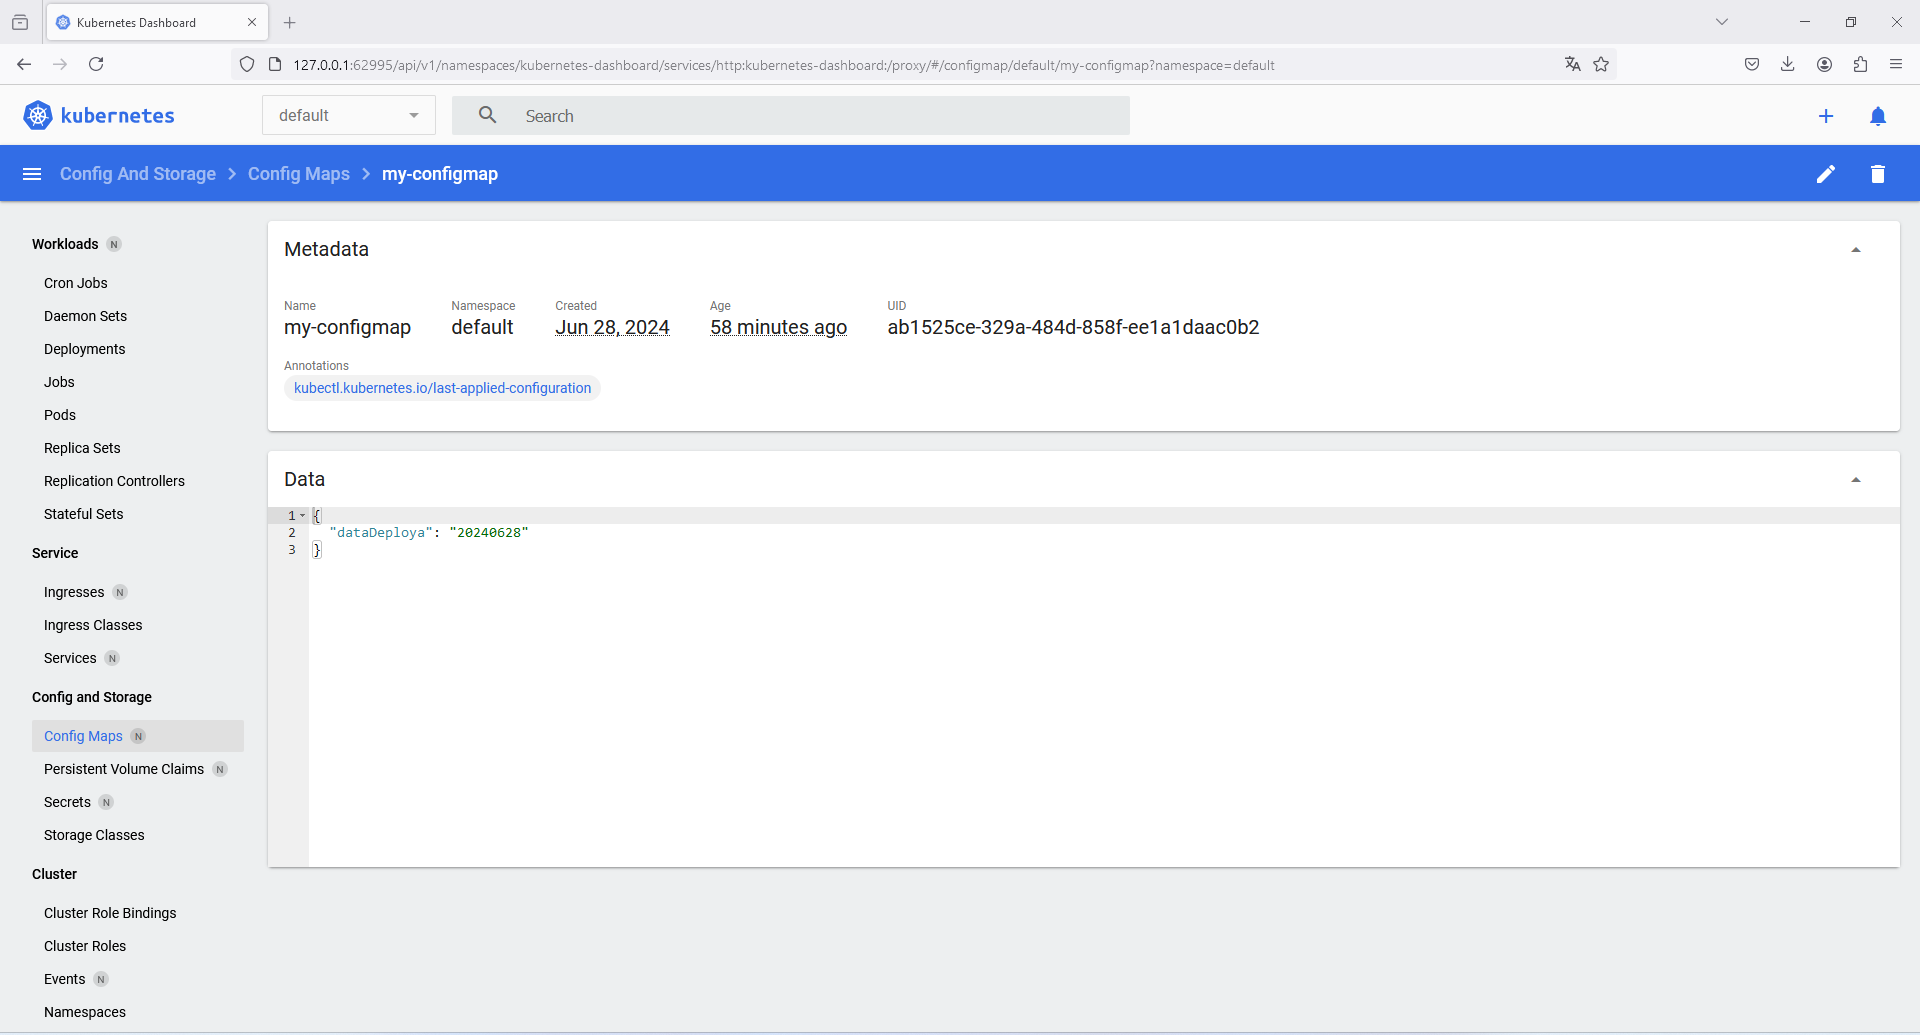 Kubernetes Dashboard
127.0.0.1:62995/api/v1/namespaces/kubernetes-dashboard/services/http:kubernetes-dashboard:/proxy/#/configmap/default/my-configmap?namespace=default
kubernetes
default
Search
Config And Storage > Config Maps > my-configmap
Workloads N
Cron Jobs
Daemon Sets
Deployments
Jobs
Pods
Replica Sets
Replication Controllers
Stateful Sets
Service
Ingresses N
Ingress Classes
Services N
Config and Storage
Config Maps N
Persistent Volume Claims N
Secrets N
Storage Classes
Cluster
Cluster Role Bindings
Cluster Roles
Events N
Namespaces
Metadata
Name Namespace Created Age UID
my-configmap default Jun 28, 2024 58 minutes ago ab1525ce-329a-484d-858f-ee1a1daac0b2
Annotations
kubectl.kubernetes.io/last-applied-configuration
Data
1 {
2 "dataDeploya": "20240628"
3 }